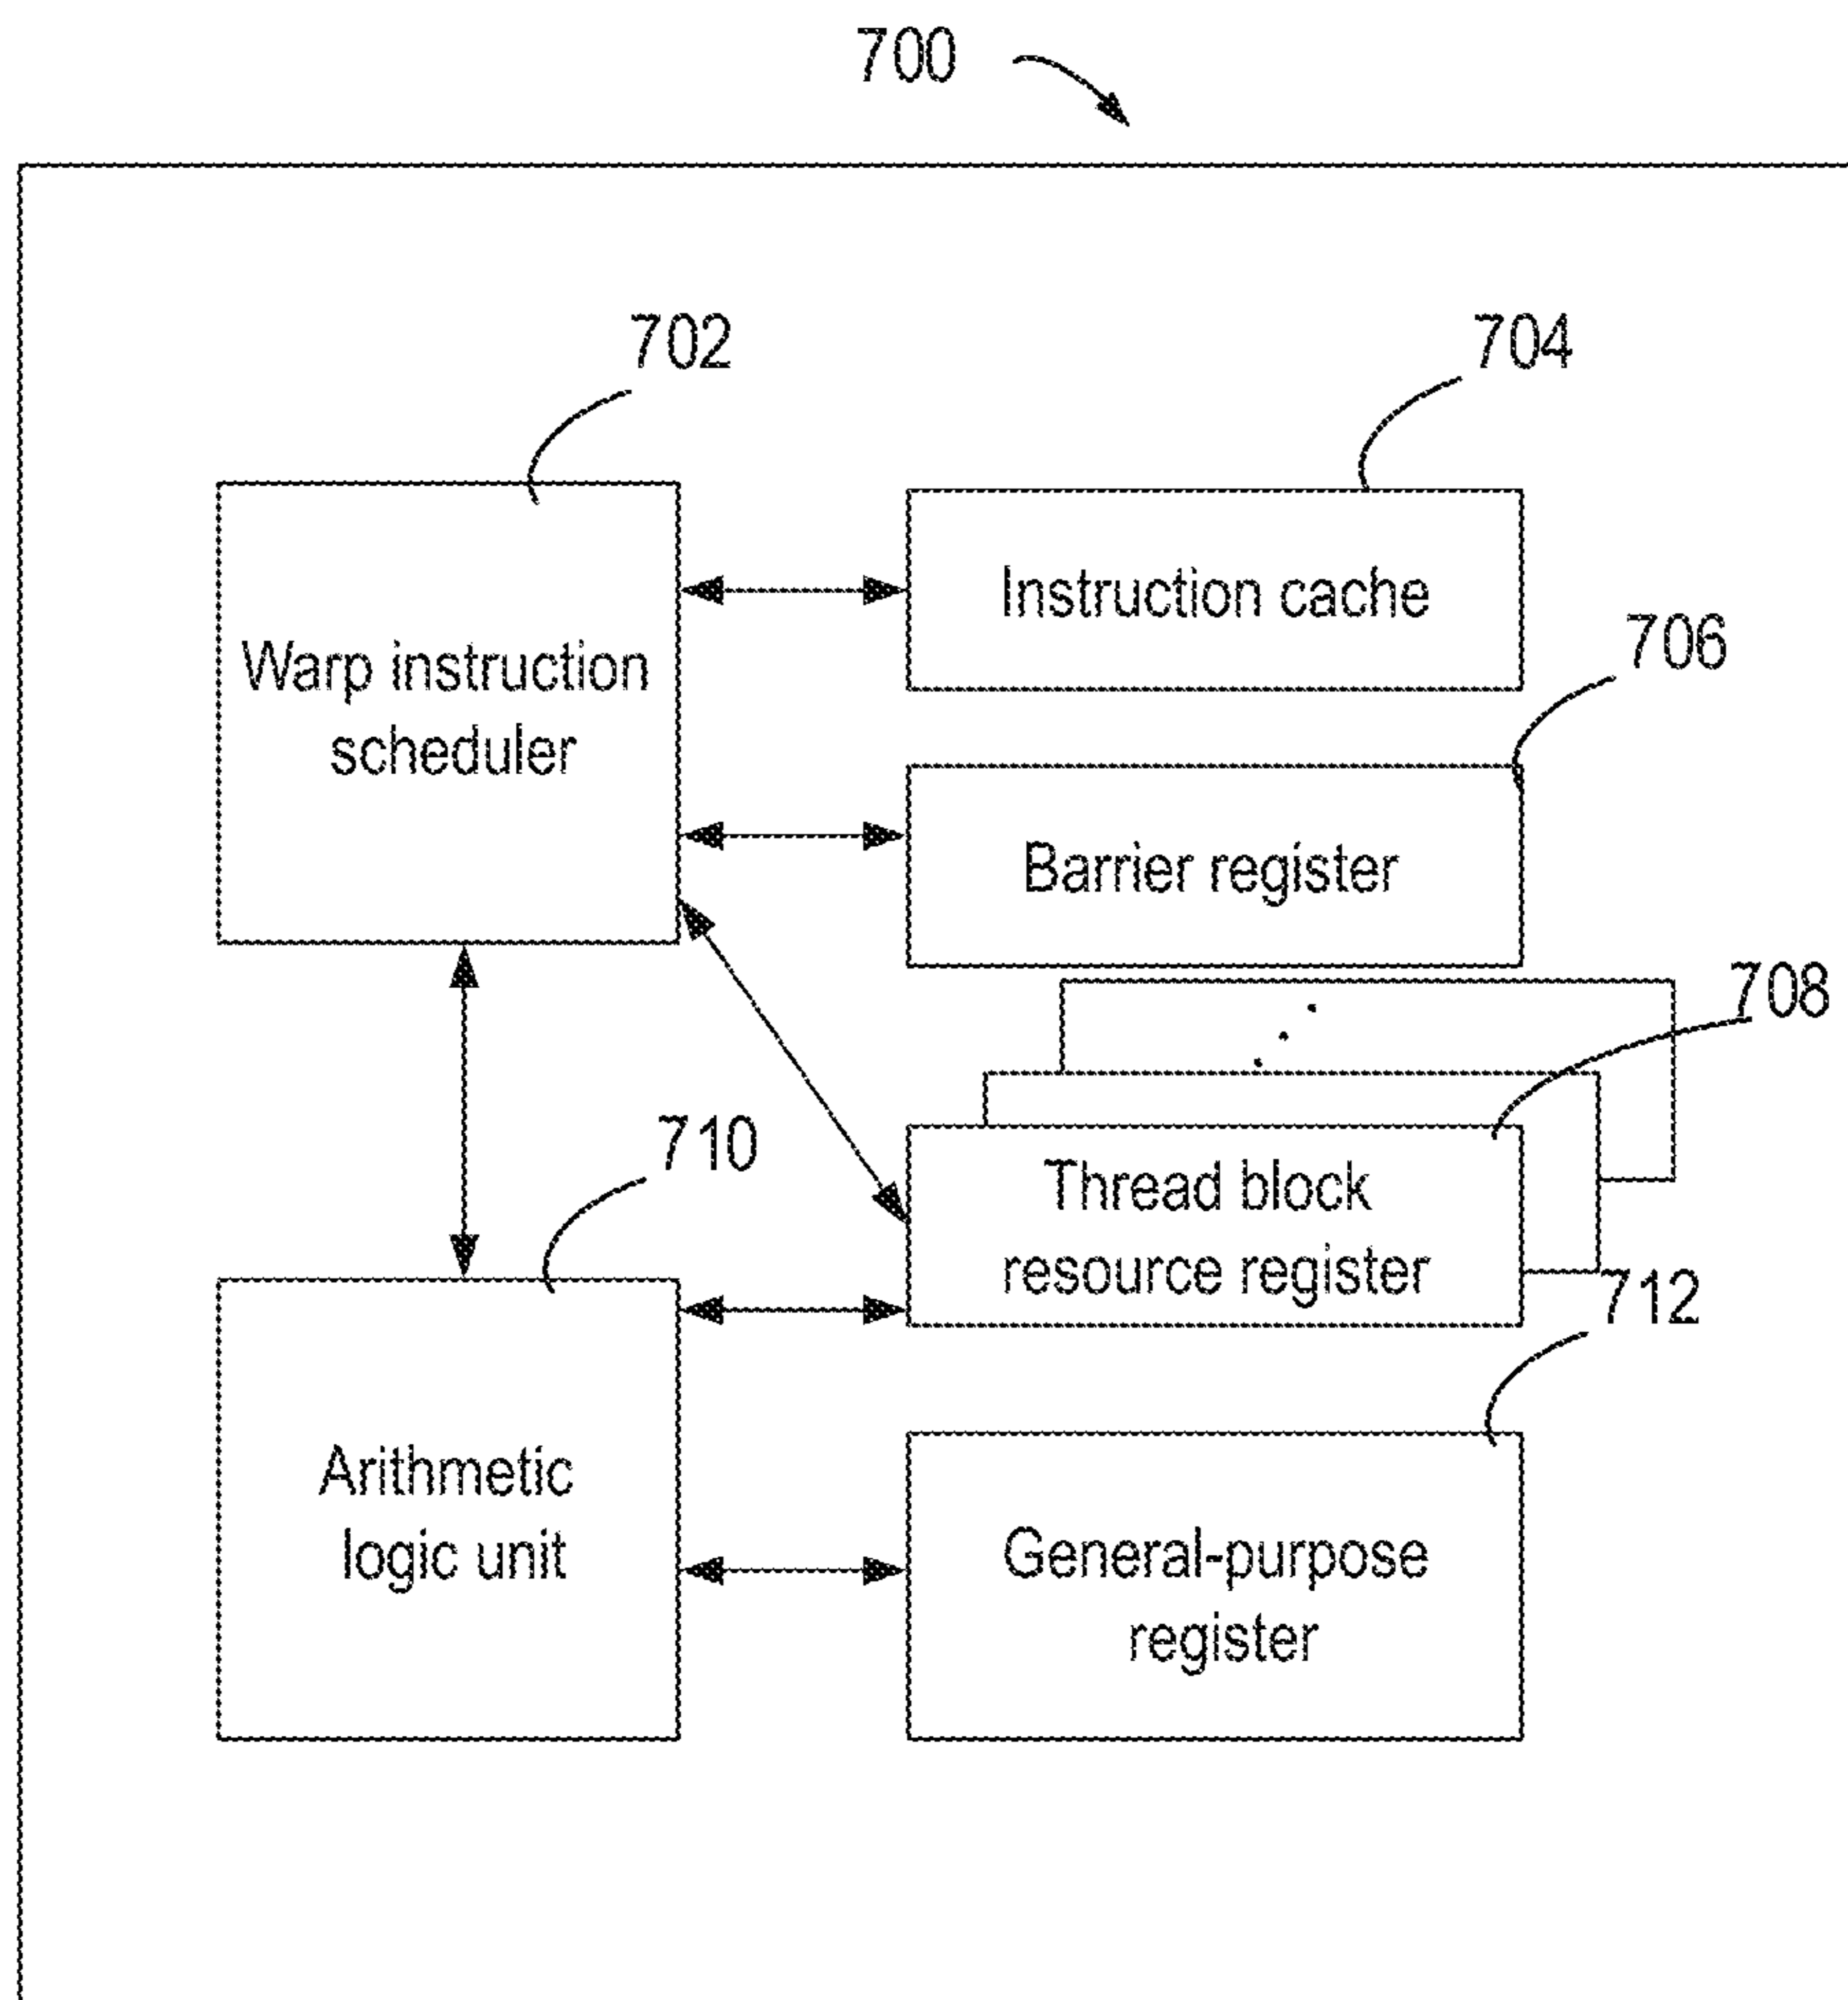 700
702
704
Warp instruction
scheduler
Instruction cache
706
Barrier register
708
Thread block
resource register
710
712
Arithmetic
logic unit
General-purpose
register